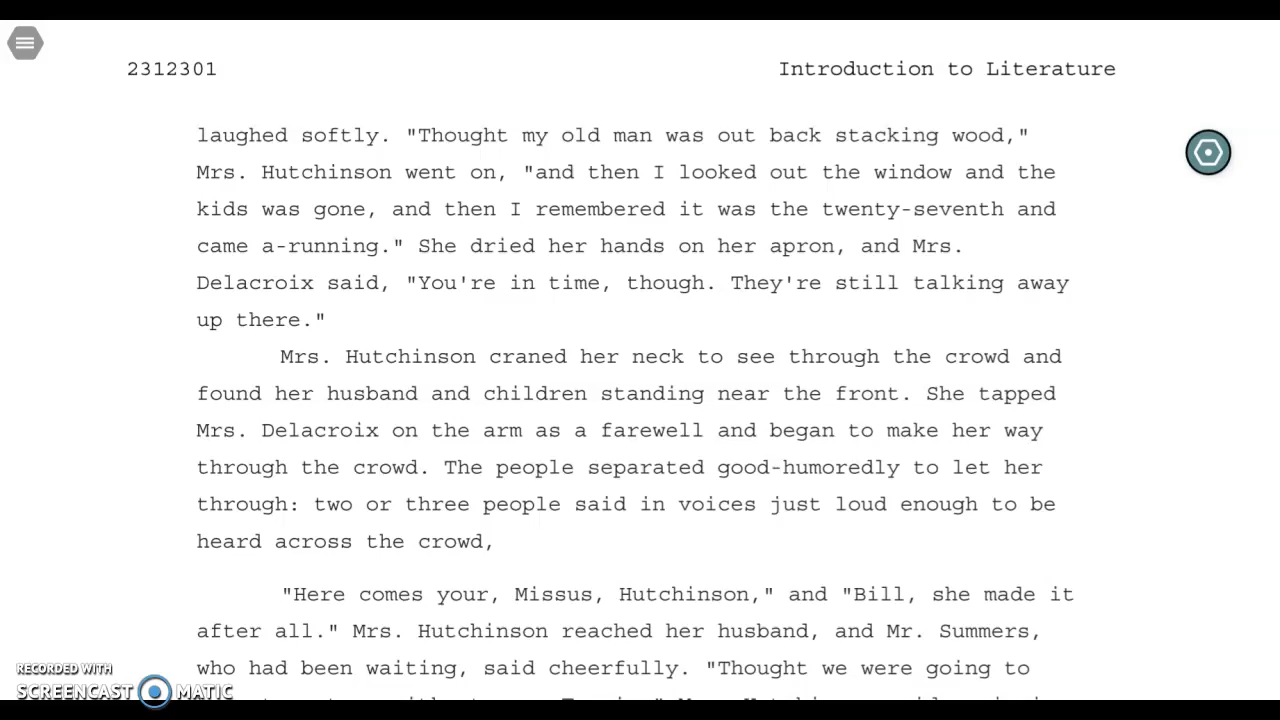 2312301 Introduction to Literature
laughed softly. "Thought my old man was out back stacking wood,"
Mrs. Hutchinson went on, "and then I looked out the window and the
kids was gone, and then I remembered it was the twenty-seventh and
came a-running." She dried her hands on her apron, and Mrs.
Delacroix said, "You're in time, though. They're still talking away
up there."
Mrs. Hutchinson craned her neck to see through the crowd and
found her husband and children standing near the front. She tapped
Mrs. Delacroix on the arm as a farewell and began to make her way
through the crowd. The people separated good-humoredly to let her
through: two or three people said in voices just loud enough to be
heard across the crowd,
"Here comes your, Missus, Hutchinson," and "Bill, she made it
after all." Mrs. Hutchinson reached her husband, and Mr. Summers,
who had been waiting, said cheerfully. "Thought we were going to
RECORDED WITH
SCREENCAST MATIC